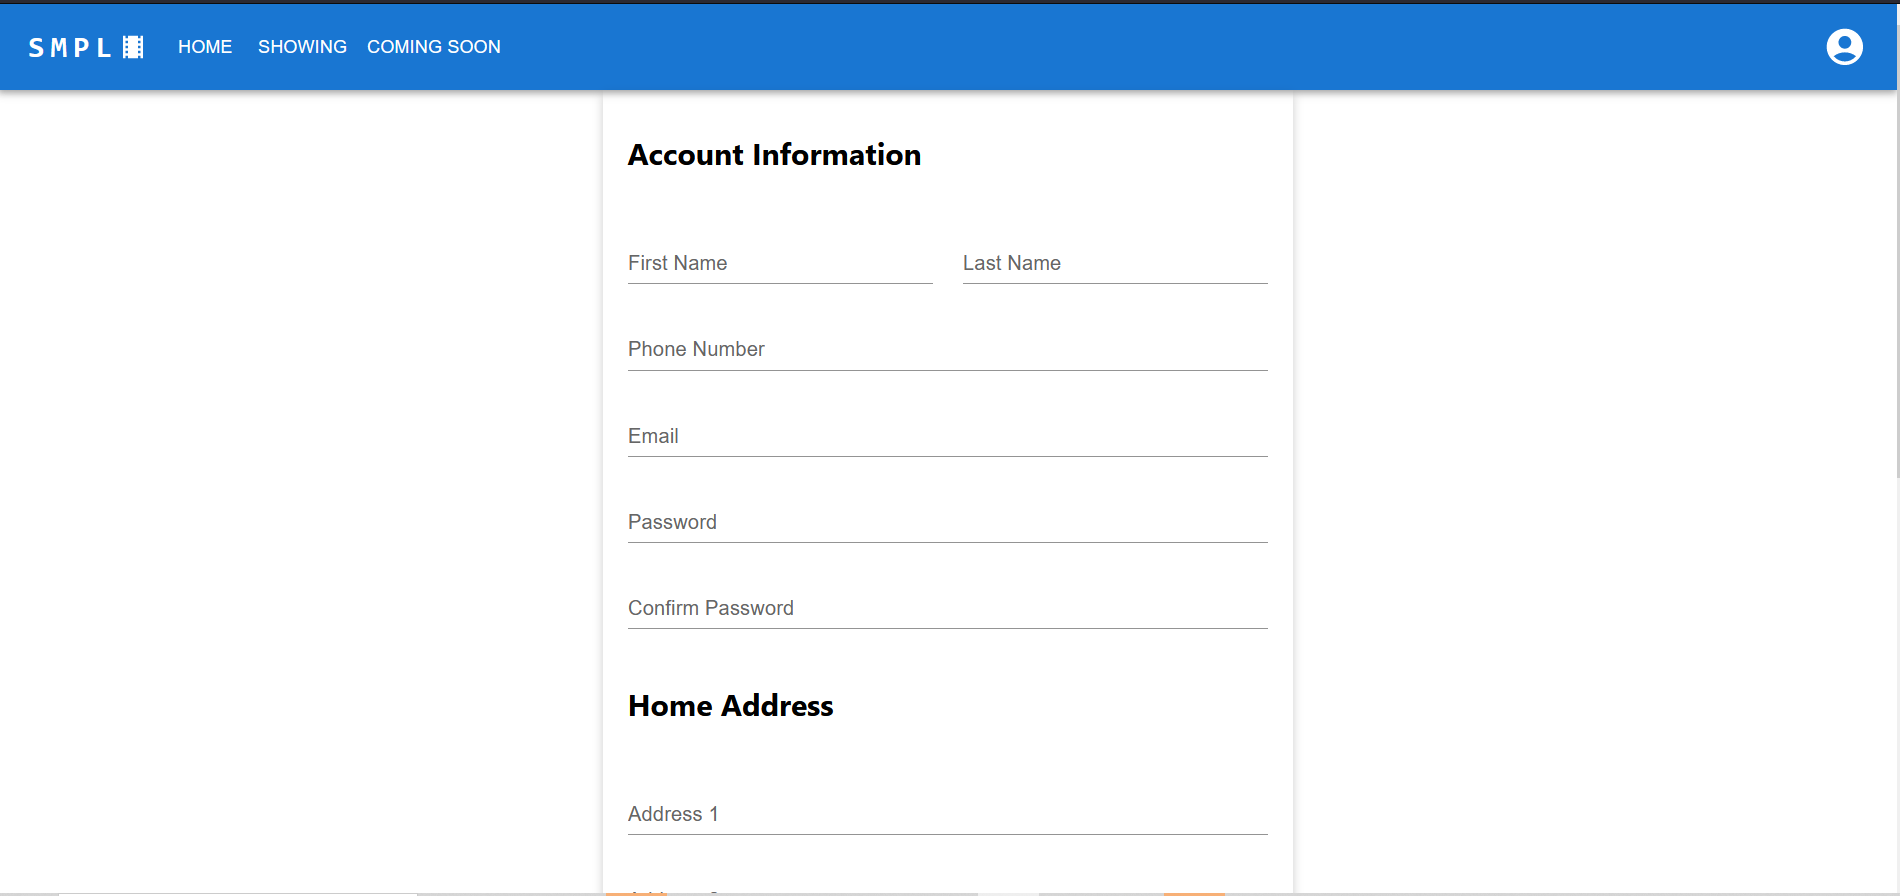 SMPL HOME SHOWING COMING SOON
Account Information
First Name Last Name
Phone Number
Email
Password
Confirm Password
Home Address
Address 1